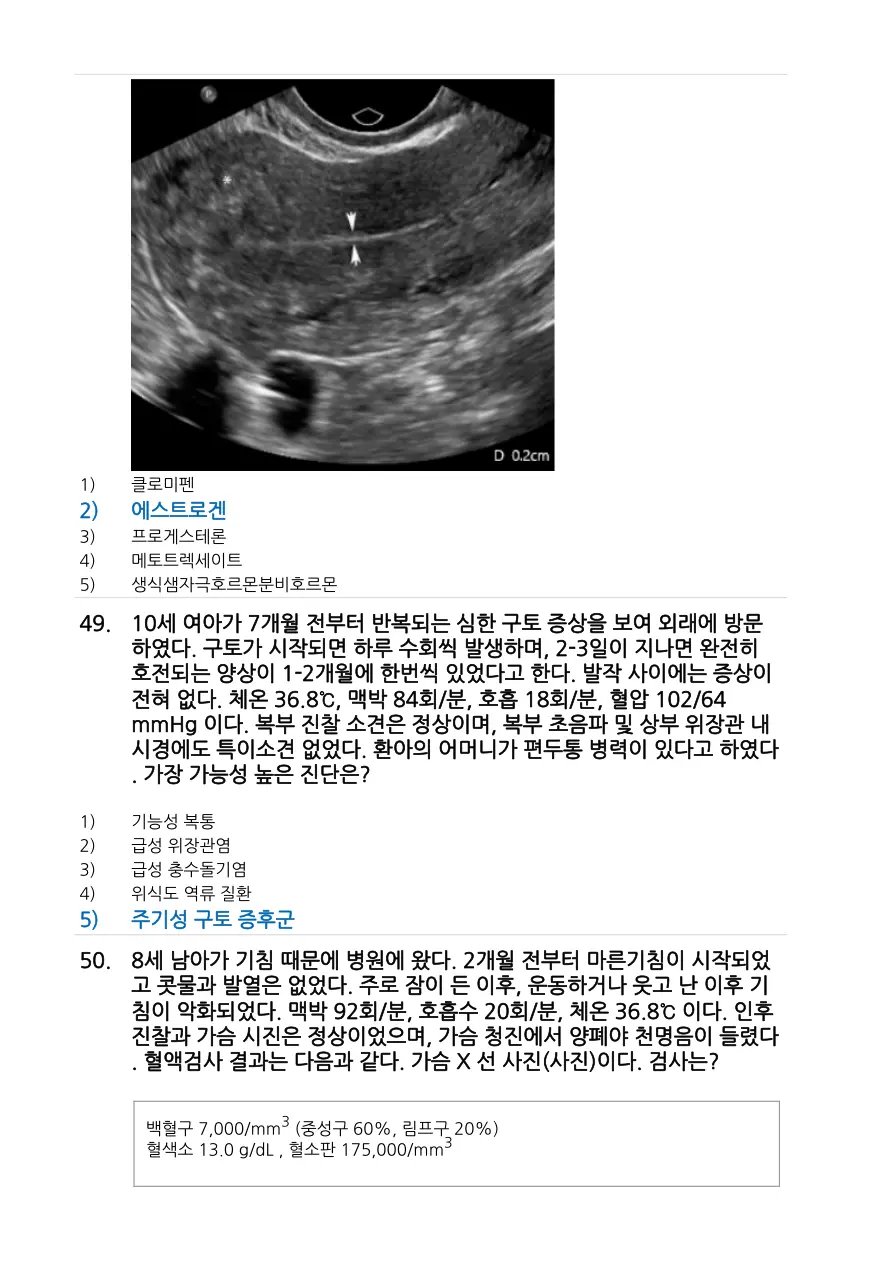 D 0.2cm
1) 클로미펜
2) 에스트로겐
3) 프로게스테론
4) 메토트렉세이트
5) 생식샘자극호르몬분비호르몬
49. 10세 여아가 7개월 전부터 반복되는 심한 구토 증상을 보여 외래에 방문
하였다. 구토가 시작되면 하루 수회씩 발생하며, 2-3일이 지나면 완전히
호전되는 양상이 1-2개월에 한번씩 있었다고 한다. 발작 사이에는 증상이
전혀 없다. 체온 36.8℃, 맥박 84회/분, 호흡 18회/분, 혈압 102/64
mmHg 이다. 복부 진찰 소견은 정상이며, 복부 초음파 및 상부 위장관 내
시경에도 특이소견 없었다. 환아의 어머니가 편두통 병력이 있다고 하였다
. 가장 가능성 높은 진단은?
1) 기능성 복통
2) 급성 위장관염
3) 급성 충수돌기염
4) 위식도 역류 질환
5) 주기성 구토 증후군
50. 8세 남아가 기침 때문에 병원에 왔다. 2개월 전부터 마른기침이 시작되었
고 콧물과 발열은 없었다. 주로 잠이 든 이후, 운동하거나 웃고 난 이후 기
침이 악화되었다. 맥박 92회/분, 호흡수 20회/분, 체온 36.8℃ 이다. 인후
진찰과 가슴 시진은 정상이었으며, 가슴 청진에서 양폐야 천명음이 들렸다
. 혈액검사 결과는 다음과 같다. 가슴 X 선 사진(사진)이다. 검사는?
백혈구 7,000/mm3 (중성구 60%, 림프구 20%)
혈색소 13.0 g/dL , 혈소판 175,000/mm3